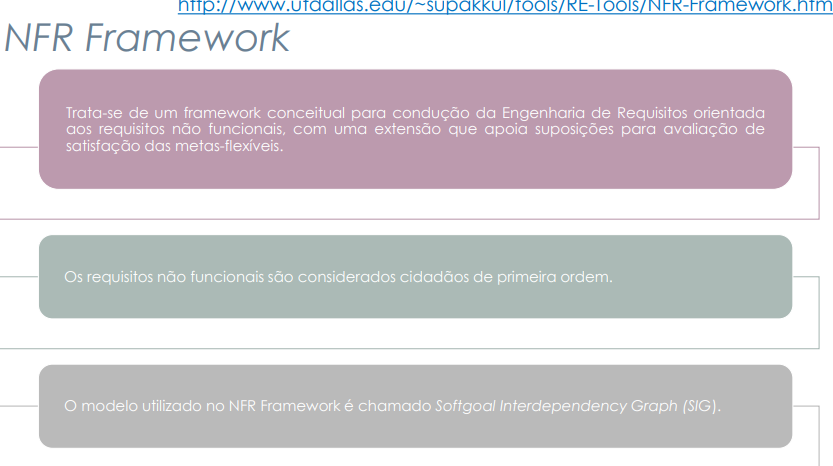 http://www.utdallas.edu/~supakkul/tools/RE-Tools/NFR-Framework.htm
NFR Framework
Trata-se de um framework conceitual para condução da Engenharia de Requisitos orientada
aos requisitos não funcionais, com uma extensão que apoia suposições para avaliação de
satisfação das metas-flexíveis.
Os requisitos não funcionais são considerados cidadãos de primeira ordem.
O modelo utilizado no NFR Framework é chamado Softgoal Interdependency Graph (SIG).